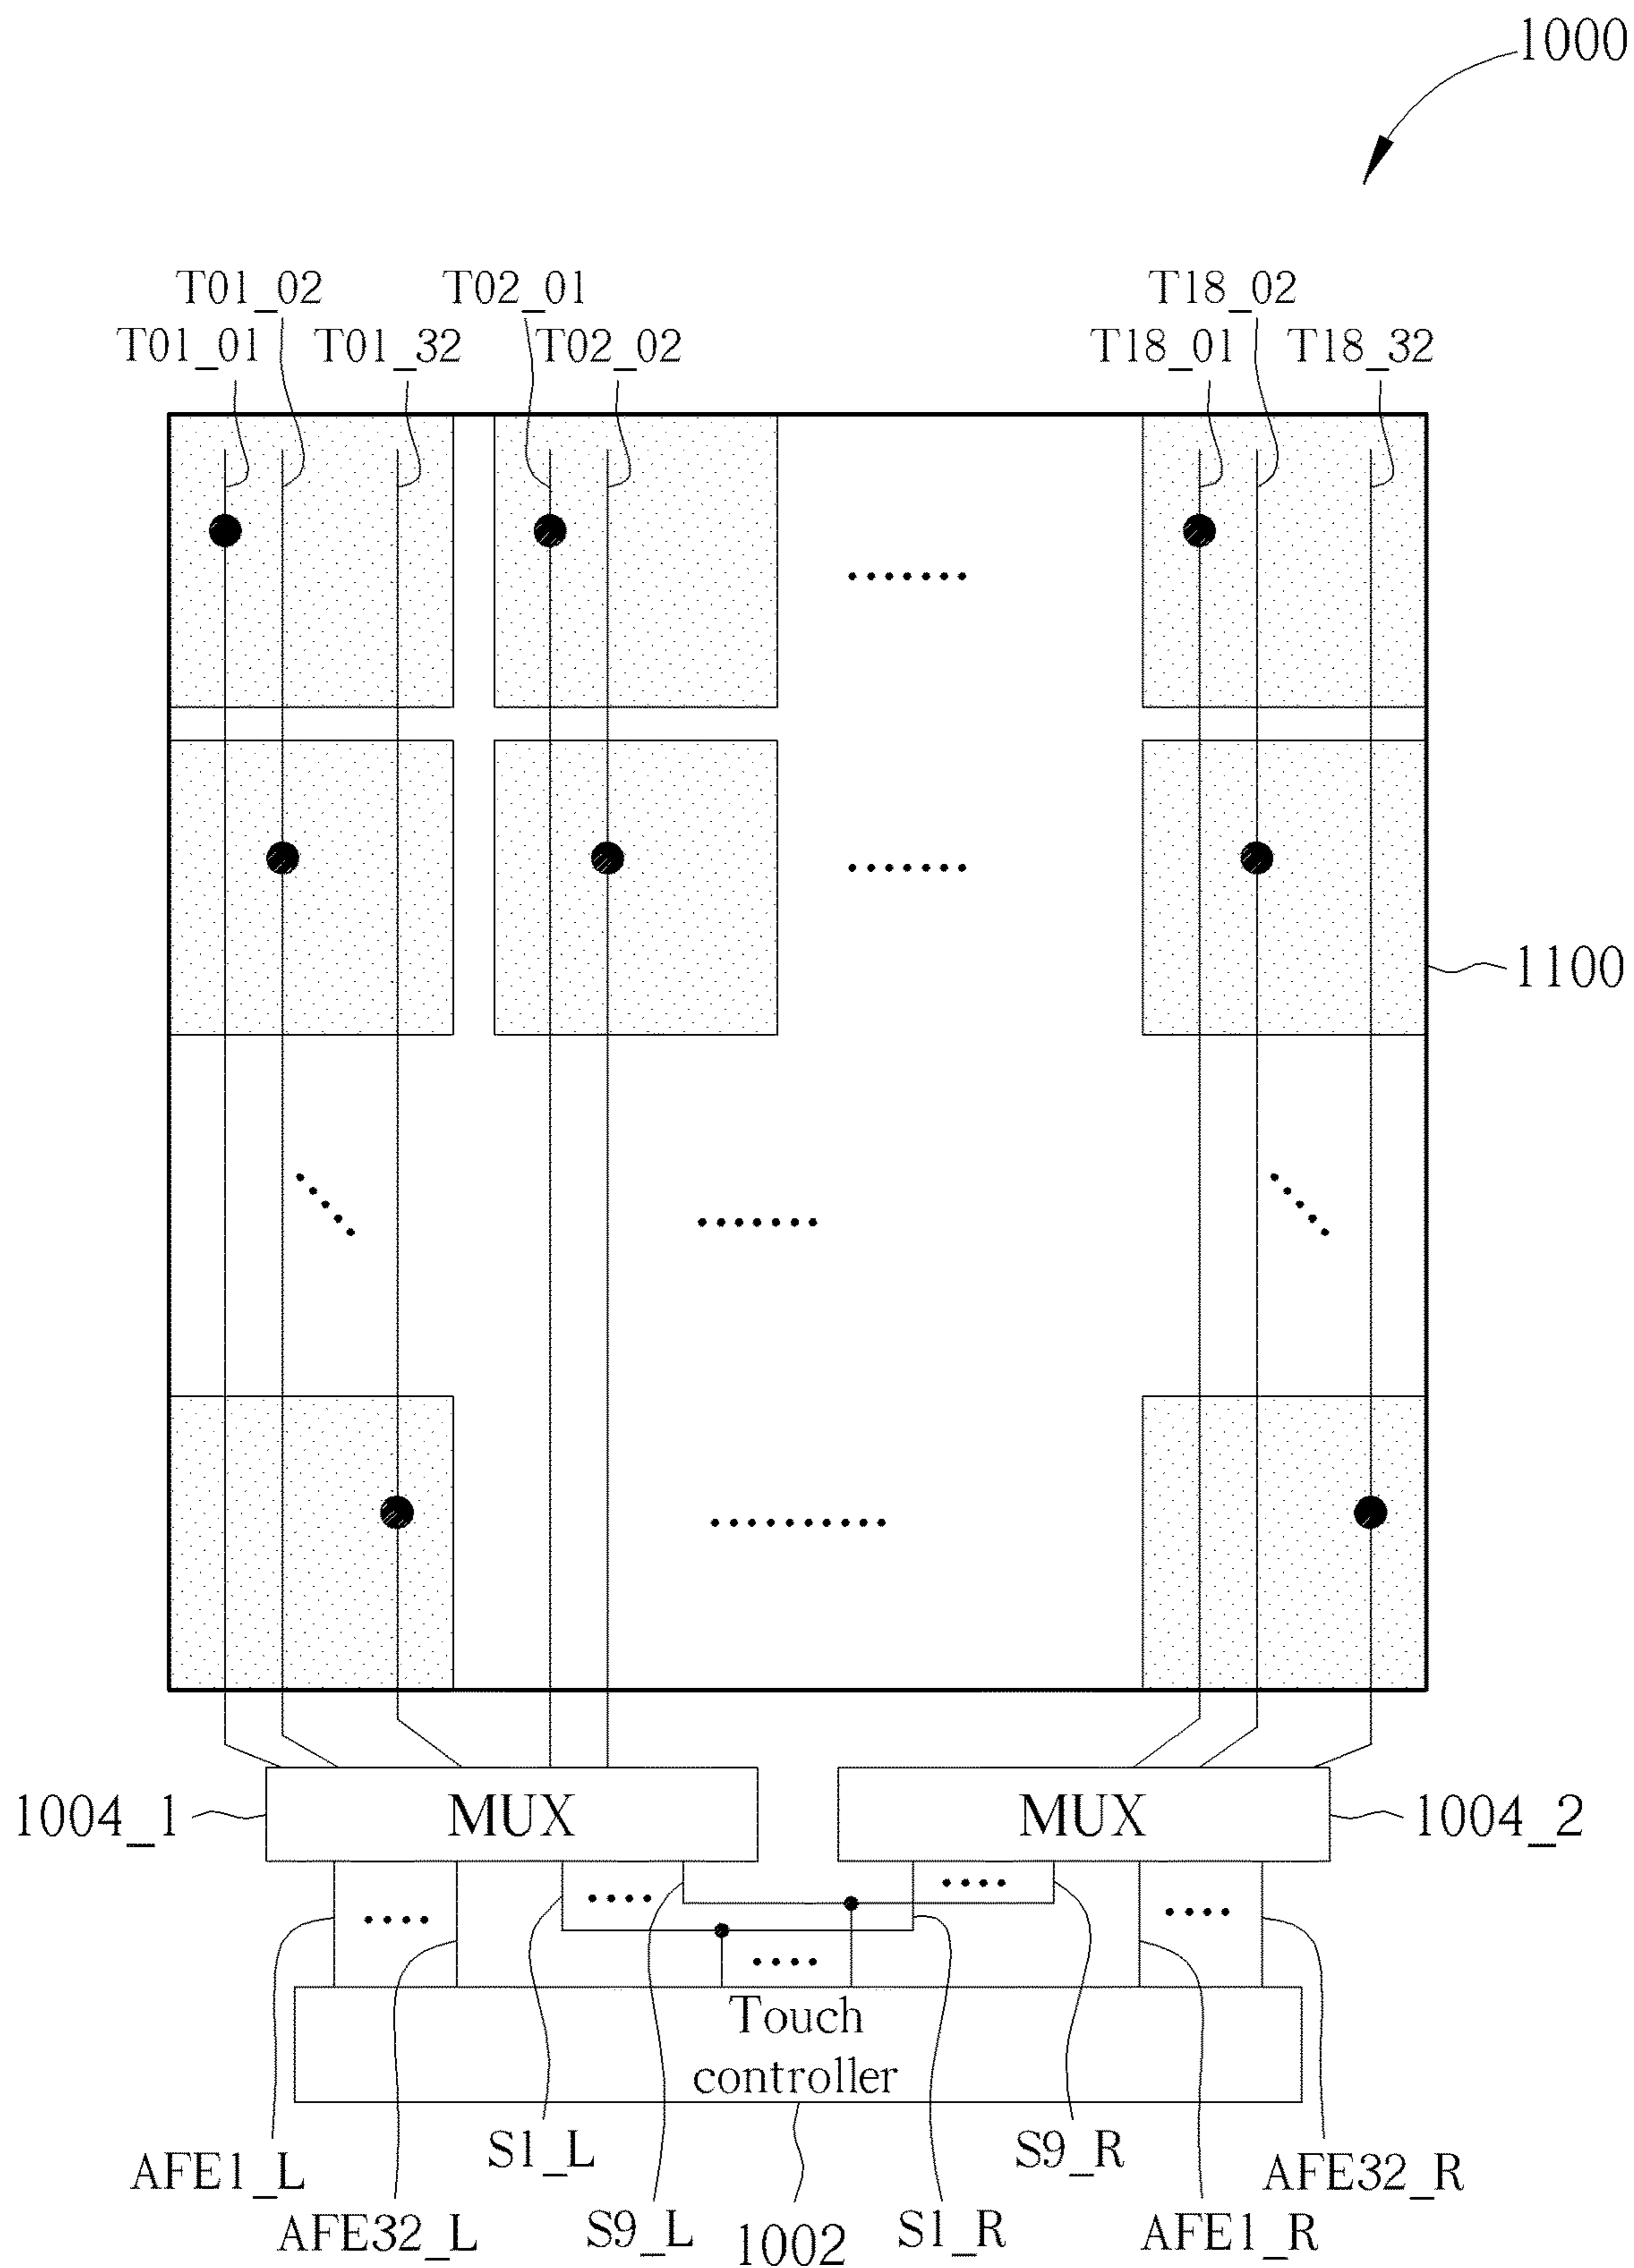 1000
T01_02 T02_01 T18_02
T01_01 T01_32 T02_02 T18_01 T18_32
1100
1004_1 MUX MUX 1004_2
Touch
controller
S1_L S9_R
AFE1_L AFE32_R
AFE32_L S9_L 1002 S1_R AFE1_R